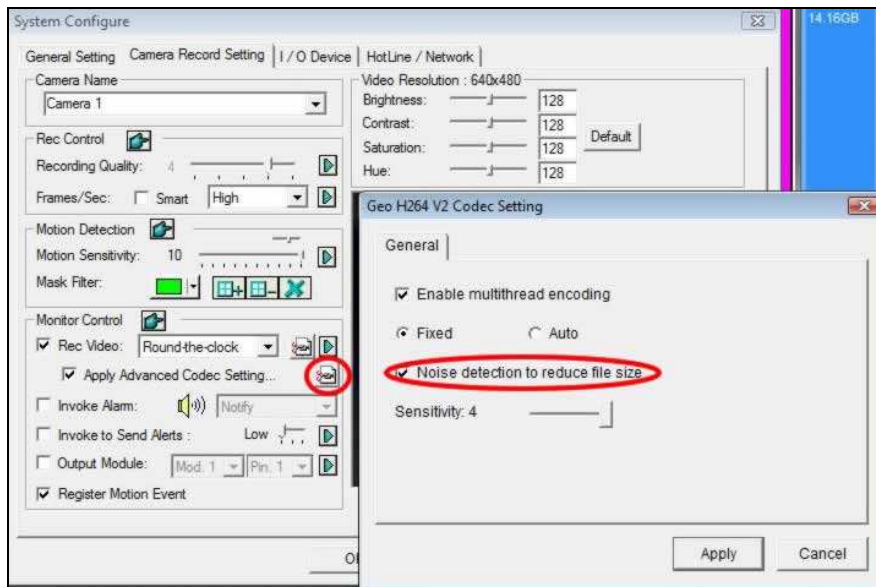 System Configure
14.16GB
General Setting Camera Record Setting I / O Device HotLine / Network
Camera Name
Camera 1
Rec Control
Recording Quality: 4
Frames/Sec: Smart High
Motion Detection
Motion Sensitivity: 10
Mask Filter:
Monitor Control
Rec Video: Round-the-clock
Apply Advanced Codec Setting...
Invoke Alarm: Notify
Invoke to Send Alerts : Low
Output Module: Mod. 1 Pin. 1
Register Motion Event
Video Resolution : 640x480
Brightness: 128
Contrast: 128
Saturation: 128
Hue: 128
Default
Geo H264 V2 Codec Setting
General
Enable multithread encoding
Fixed Auto
Noise detection to reduce file size
Sensitivity: 4
Apply Cancel